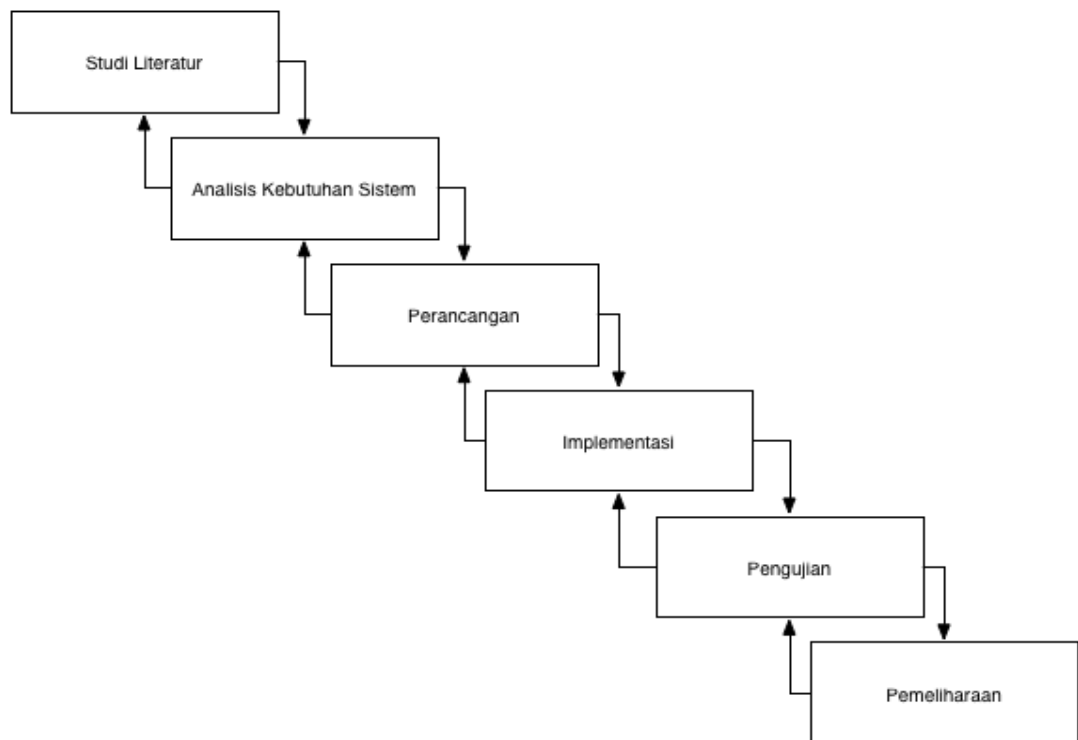 Studi Literatur
Analisis Kebutuhan Sistem
Perancangan
Implementasi
Pengujian
Pemeliharaan